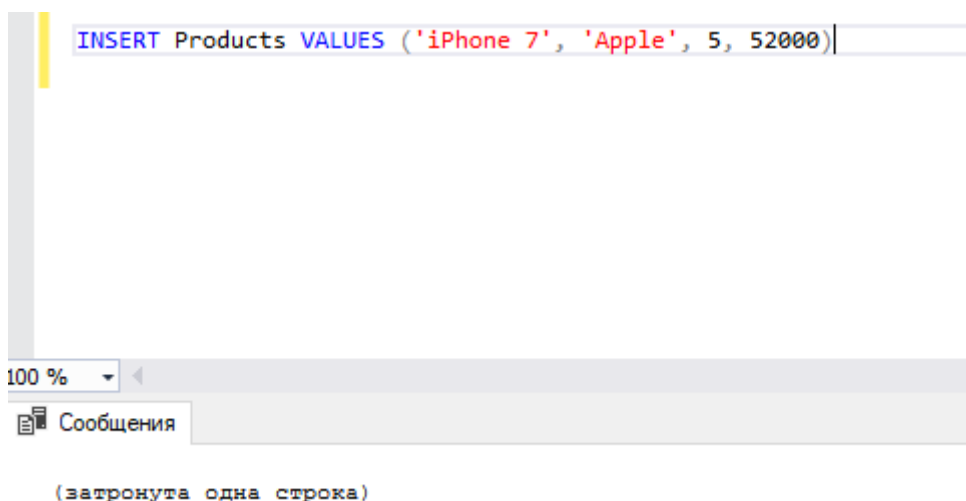 INSERT Products VALUES ('iPhone 7', 'Apple', 5, 52000)
100 %
Сообщения
(затронута одна строка)